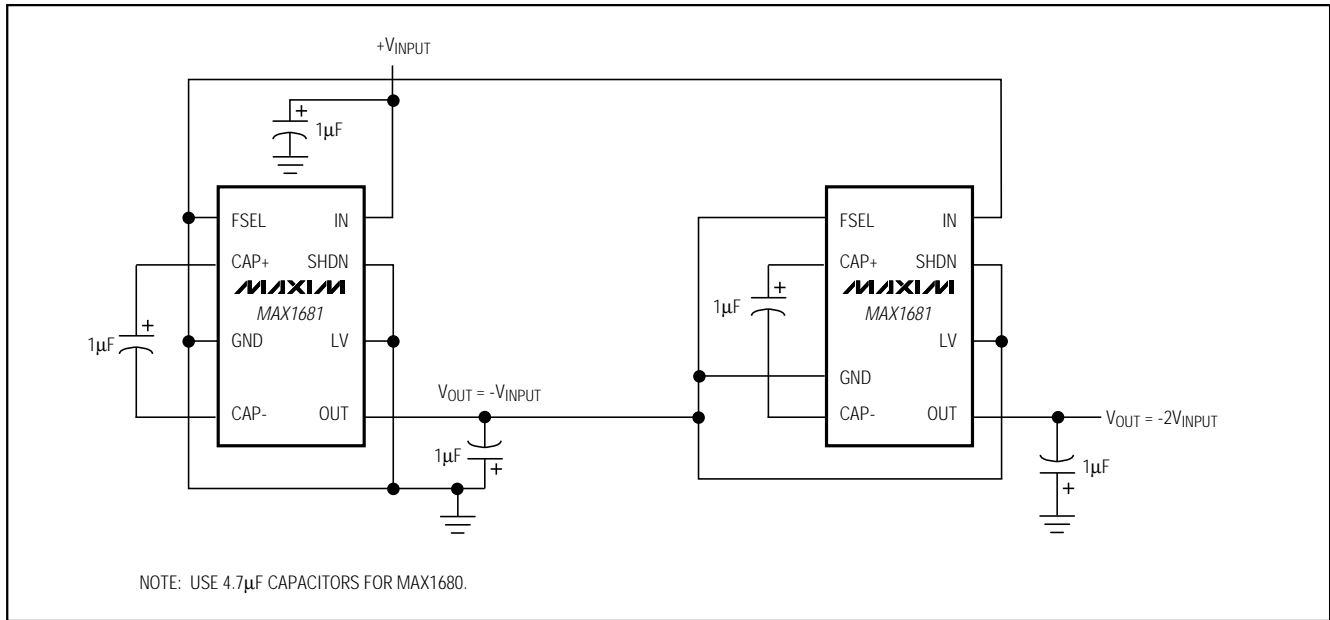 +VINPUT
+
1µF
FSEL IN
CAP+ SHDN
MAXIM
MAX1681
GND LV
CAP- OUT
+
1µF
VOUT = -VINPUT
1µF
+
FSEL IN
CAP+ SHDN
MAXIM
MAX1681
LV
GND
CAP- OUT
+
1µF
VOUT = -2VINPUT
1µF
+
NOTE: USE 4.7µF CAPACITORS FOR MAX1680.